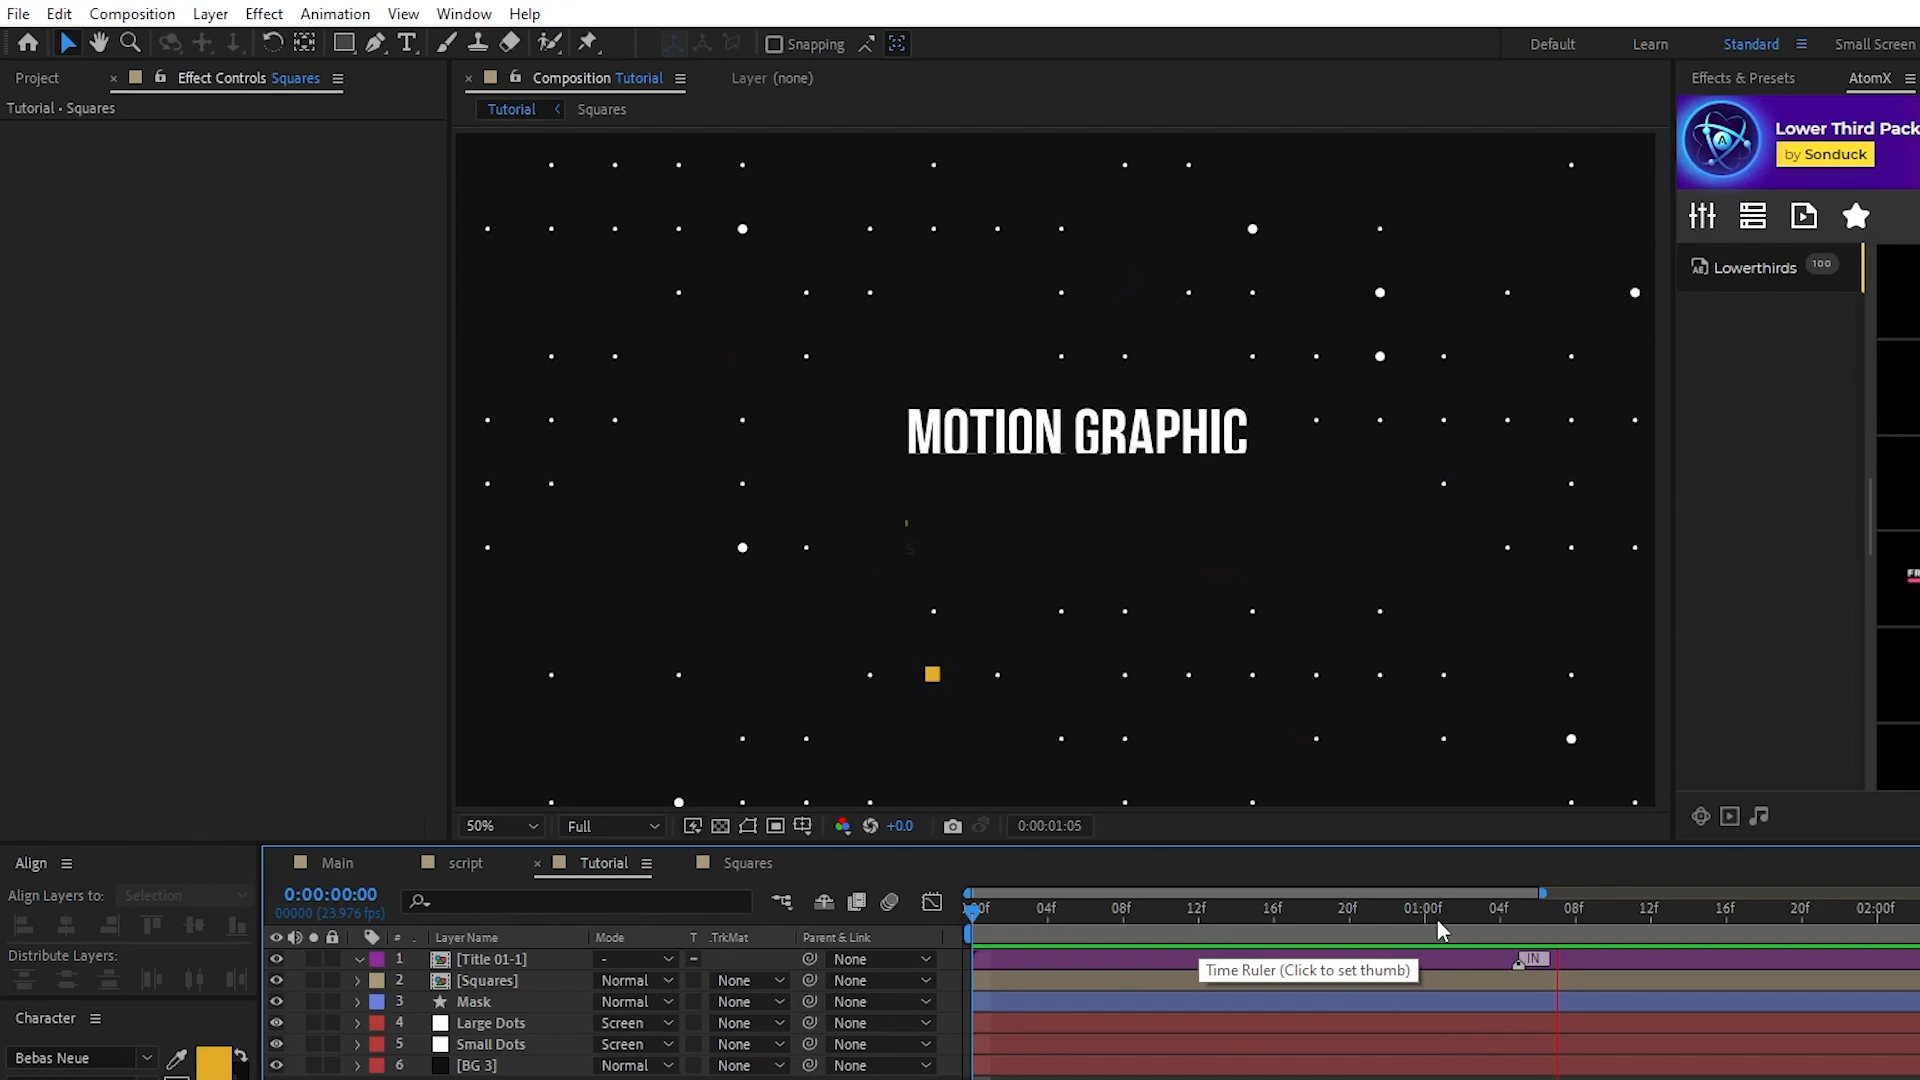 File Edit Composition Layer Effect Animation View Window Help
Snapping Default Learn Standard Small Screen
Project Effect Controls Squares Composition Tutorial Layer (none) Effects & Presets AtomX
Tutorial • Squares Tutorial Squares
Lower Third Pack
by Sonduck
Lowerthirds 100
MOTION GRAPHIC
S
FR
50% Full +0.0 0:00:01:05
Align Main script Tutorial Squares
Align Layers to: Selection
0:00:00:00
00000 (23.976 fps)
:00f 04f 08f 12f 16f 20f 01:00f 04f 08f 12f 16f 20f 02:00f
# Layer Name Mode T .TrkMat Parent & Link
Distribute Layers:
1 [Title 01-1] - None IN
2 [Squares] Normal None None
Time Ruler (Click to set thumb)
3 Mask Normal None None
Character
4 Large Dots Screen None None
5 Small Dots Screen None None
Bebas Neue
6 [BG 3] Normal None None